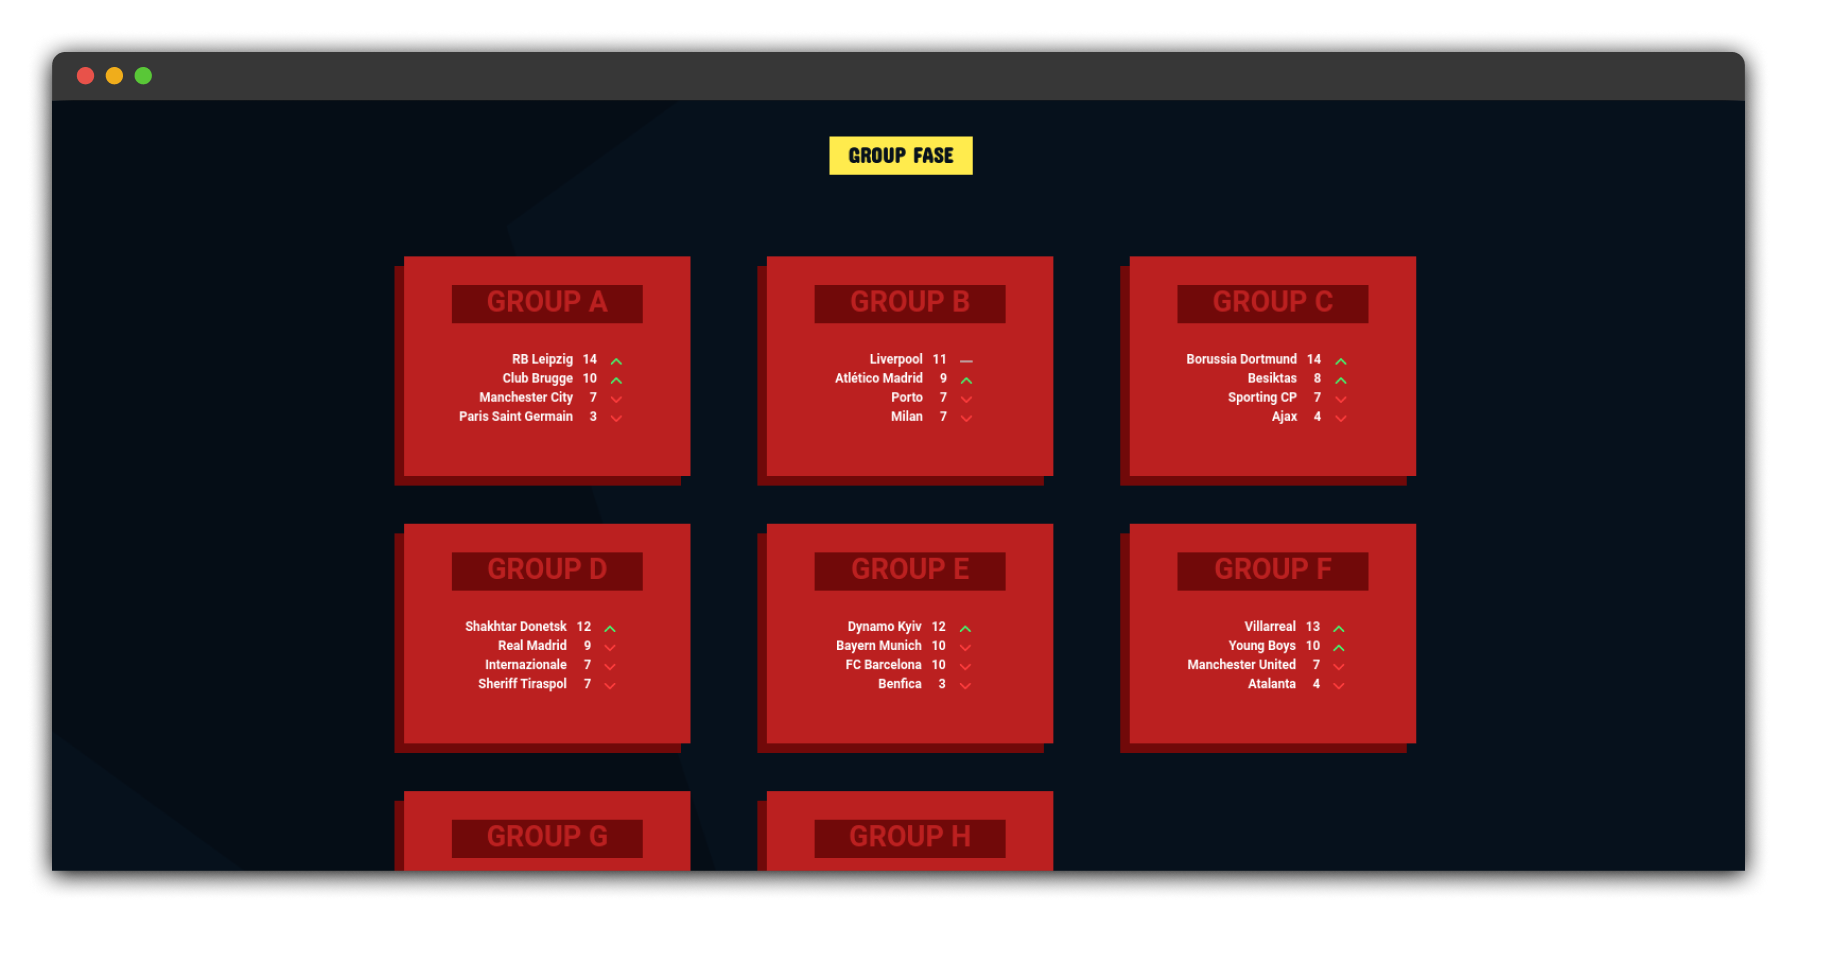 GROUP FASE
GROUP A
RB Leipzig 14
Club Brugge 10
Manchester City 7
Paris Saint Germain 3
GROUP B
Liverpool 11
Atlético Madrid 9
Porto 7
Milan 7
GROUP C
Borussia Dortmund 14
Besiktas 8
Sporting CP 7
Ajax 4
GROUP D
Shakhtar Donetsk 12
Real Madrid 9
Internazionale 7
Sheriff Tiraspol 7
GROUP E
Dynamo Kyiv 12
Bayern Munich 10
FC Barcelona 10
Benfica 3
GROUP F
Villarreal 13
Young Boys 10
Manchester United 7
Atalanta 4
GROUP G
GROUP H